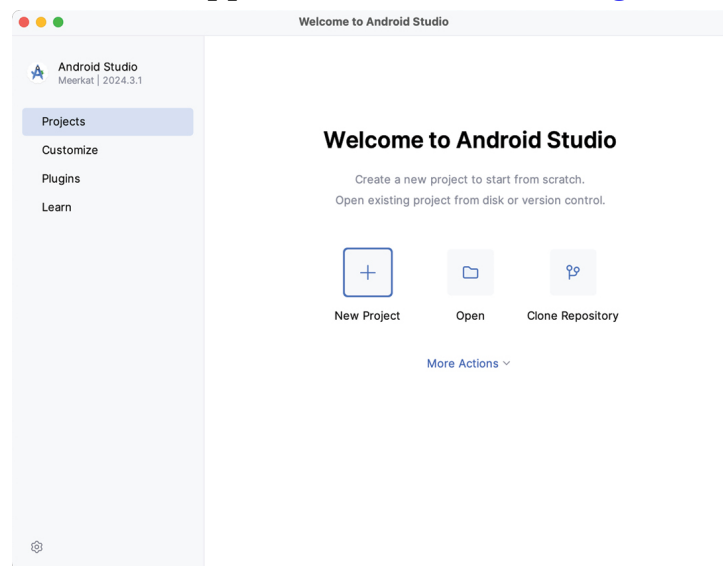 Welcome to Android Studio
Android Studio
Meerkat | 2024.3.1
Projects
Customize
Plugins
Learn
Welcome to Android Studio
Create a new project to start from scratch.
Open existing project from disk or version control.
New Project
Open
Clone Repository
More Actions